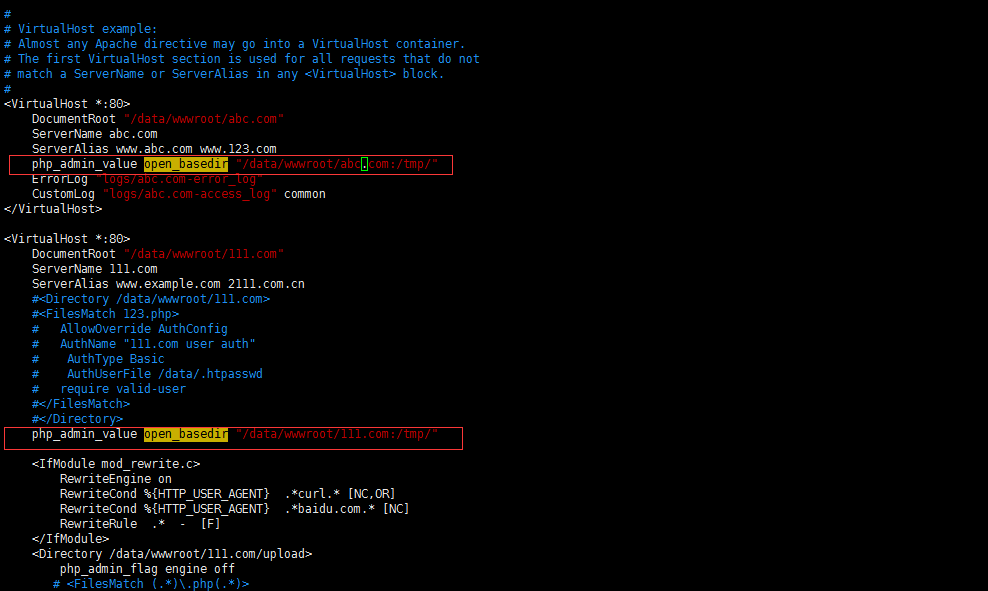 #
# VirtualHost example:
# Almost any Apache directive may go into a VirtualHost container.
# The first VirtualHost section is used for all requests that do not
# match a ServerName or ServerAlias in any <VirtualHost> block.
#
<VirtualHost *:80>
    DocumentRoot "/data/wwwroot/abc.com"
    ServerName abc.com
    ServerAlias www.abc.com www.123.com
    php_admin_value open_basedir "/data/wwwroot/abc.com:/tmp/"
    ErrorLog "logs/abc.com-error_log"
    CustomLog "logs/abc.com-access_log" common
</VirtualHost>

<VirtualHost *:80>
    DocumentRoot "/data/wwwroot/111.com"
    ServerName 111.com
    ServerAlias www.example.com 2111.com.cn
    #<Directory /data/wwwroot/111.com>
    #<FilesMatch 123.php>
    #   AllowOverride AuthConfig
    #   AuthName "111.com user auth"
    #    AuthType Basic
    #    AuthUserFile /data/.htpasswd
    #   require valid-user
    #</FilesMatch>
    #</Directory>
    php_admin_value open_basedir "/data/wwwroot/111.com:/tmp/"

    <IfModule mod_rewrite.c>
        RewriteEngine on
        RewriteCond %{HTTP_USER_AGENT}  .*curl.* [NC,OR]
        RewriteCond %{HTTP_USER_AGENT}  .*baidu.com.* [NC]
        RewriteRule  .*  -  [F]
    </IfModule>
    <Directory /data/wwwroot/111.com/upload>
        php_admin_flag engine off
       # <FilesMatch (.*)\.php(.*)>